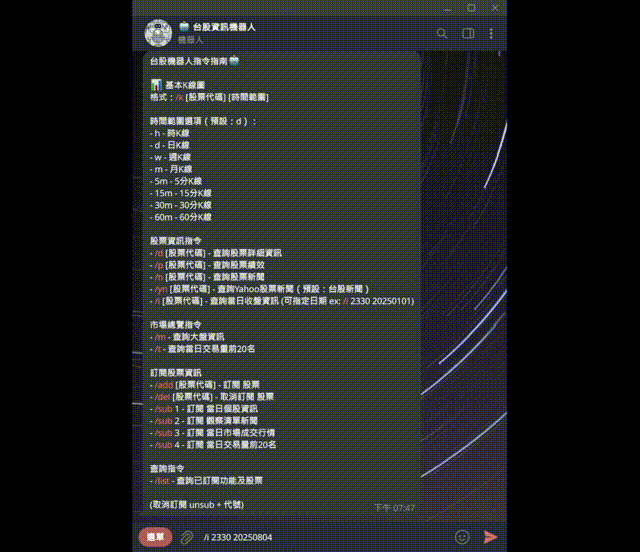 台股資訊機器人
機器人
台股機器人指令指南
基本K線圖
格式：/k [股票代碼] [時間範圍]
時間範圍選項（預設：d）：
- h - 時K線
- d - 日K線
- w - 週K線
- m - 月K線
- 5m - 5分K線
- 15m - 15分K線
- 30m - 30分K線
- 60m - 60分K線
股票資訊指令
- /d [股票代碼] - 查詢股票詳細資訊
- /p [股票代碼] - 查詢股票績效
- /n [股票代碼] - 查詢股票新聞
- /yn [股票代碼] - 查詢Yahoo股票新聞（預設：台股新聞）
- /i [股票代碼] - 查詢當日收盤資訊 (可指定日期 ex: /i 2330 20250101)
市場總覽指令
- /m - 查詢大盤資訊
- /t - 查詢當日交易量前20名
訂閱股票資訊
- /add [股票代碼] - 訂閱 股票
- /del [股票代碼] - 取消訂閱 股票
- /sub 1 - 訂閱 當日個股資訊
- /sub 2 - 訂閱 觀察清單新聞
- /sub 3 - 訂閱 當日市場成交行情
- /sub 4 - 訂閱 當日交易量前20名
查詢指令
- /list - 查詢已訂閱功能及股票
(取消訂閱 unsub + 代號)
下午 07:47
選單
/i 2330 20250804